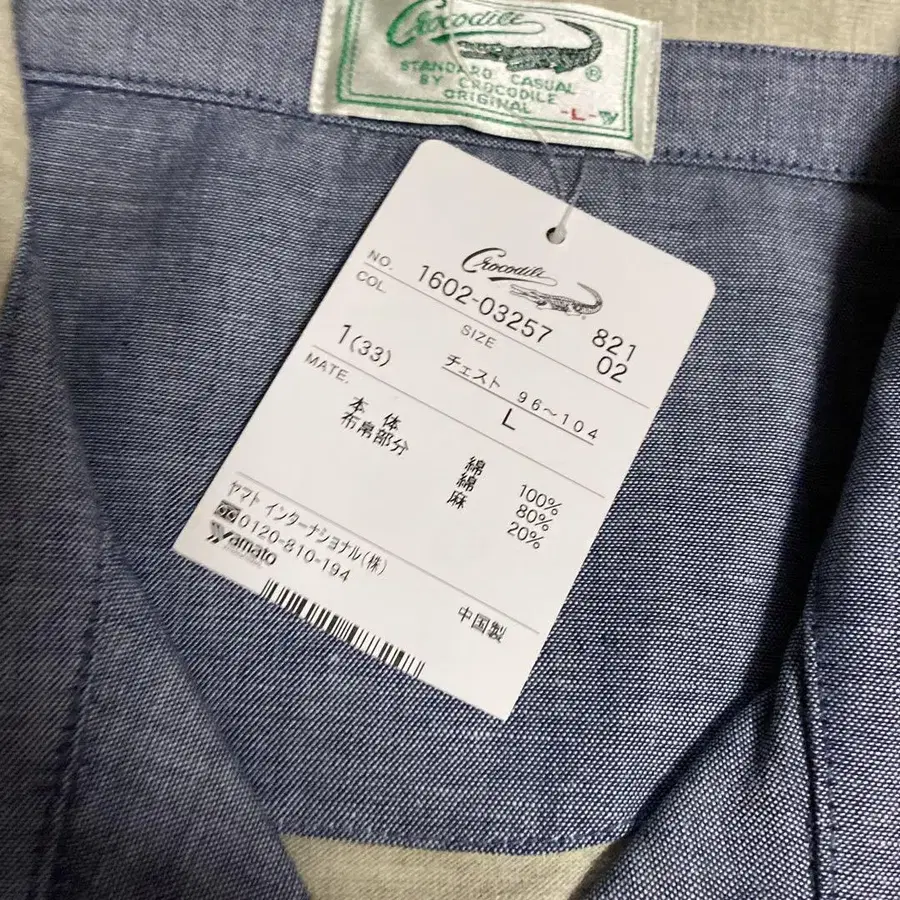 Crocodile
®
STANDARD CASUAL
BY CROCODILE
ORIGINAL -L-
Crocodile
NO. 1602-03257 821
COL. SIZE 02
1(33) チェスト 96～104
L
MATE.
本体 綿 100%
布帛部分 綿 80%
麻 20%
ヤマト インターナショナル(株)
0120-810-194
Yamato
中国製